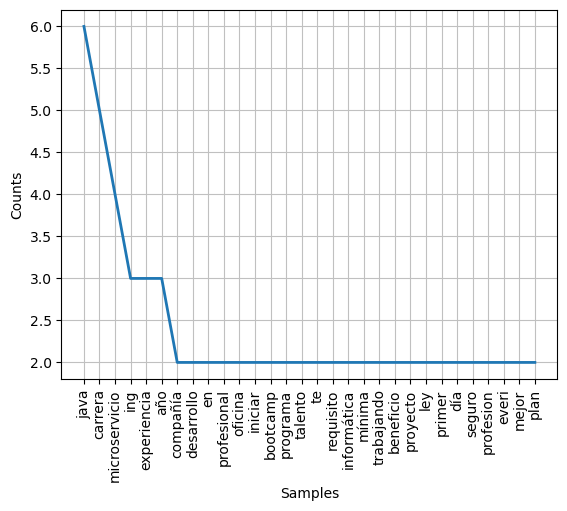 6.0
5.5
5.0
4.5
4.0
3.5
3.0
2.5
2.0
Counts
java
carrera
microservicio
ing
experiencia
año
compañía
desarrollo
en
profesional
oficina
iniciar
bootcamp
programa
talento
te
requisito
informática
mínima
trabajando
beneficio
proyecto
ley
primer
día
seguro
profesion
everi
mejor
plan
Samples